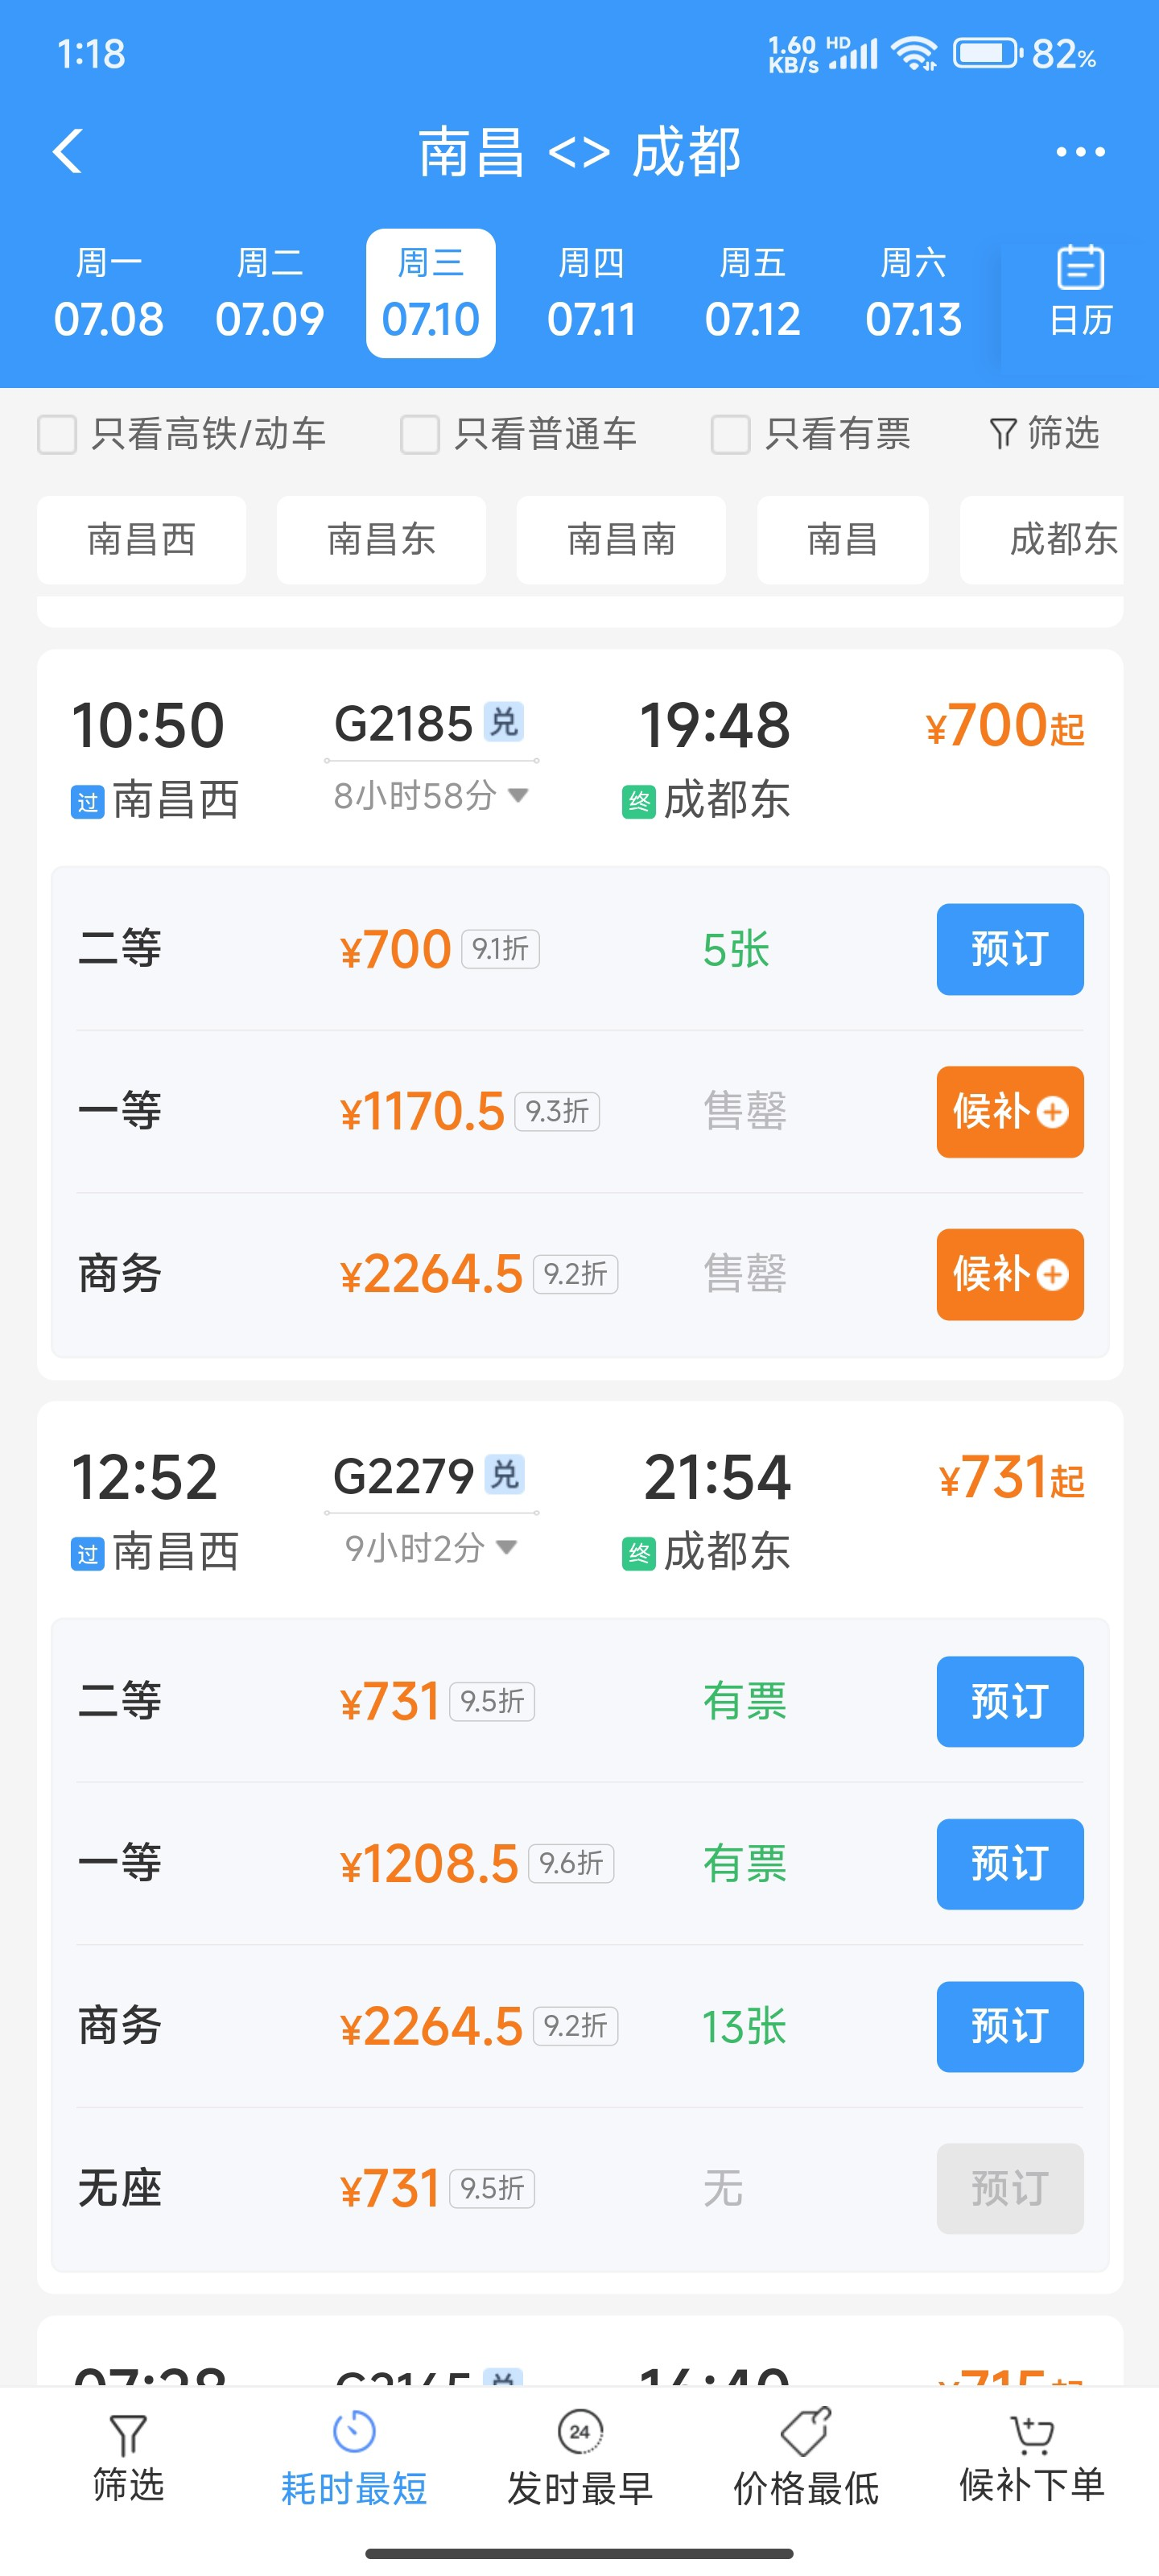 1:18 1.60 KB/s HD 82%
南昌 <> 成都
周一 周二 周三 周四 周五 周六
07.08 07.09 07.10 07.11 07.12 07.13 日历
只看高铁/动车 只看普通车 只看有票 筛选
南昌西 南昌东 南昌南 南昌 成都东
10:50 G2185 兑 19:48 ¥700起
过 南昌西 8小时58分 终 成都东
二等 ¥700 9.1折 5张 预订
一等 ¥1170.5 9.3折 售罄 候补
商务 ¥2264.5 9.2折 售罄 候补
12:52 G2279 兑 21:54 ¥731起
过 南昌西 9小时2分 终 成都东
二等 ¥731 9.5折 有票 预订
一等 ¥1208.5 9.6折 有票 预订
商务 ¥2264.5 9.2折 13张 预订
无座 ¥731 9.5折 无 预订
24
筛选 耗时最短 发时最早 价格最低 候补下单